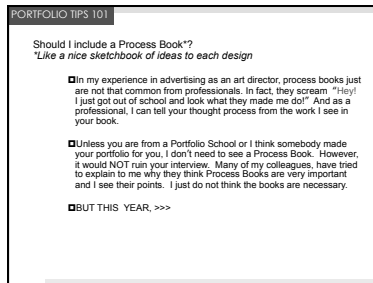 PORTFOLIO TIPS 101
Should I include a Process Book*?
*Like a nice sketchbook of ideas to each design
◘In my experience in advertising as an art director, process books just
are not that common from professionals. In fact, they scream "Hey!
I just got out of school and look what they made me do!" And as a
professional, I can tell your thought process from the work I see in
your book.
◘Unless you are from a Portfolio School or I think somebody made
your portfolio for you, I don't need to see a Process Book. However,
it would NOT ruin your interview. Many of my colleagues, have tried
to explain to me why they think Process Books are very important
and I see their points. I just do not think the books are necessary.
◘BUT THIS YEAR, >>>